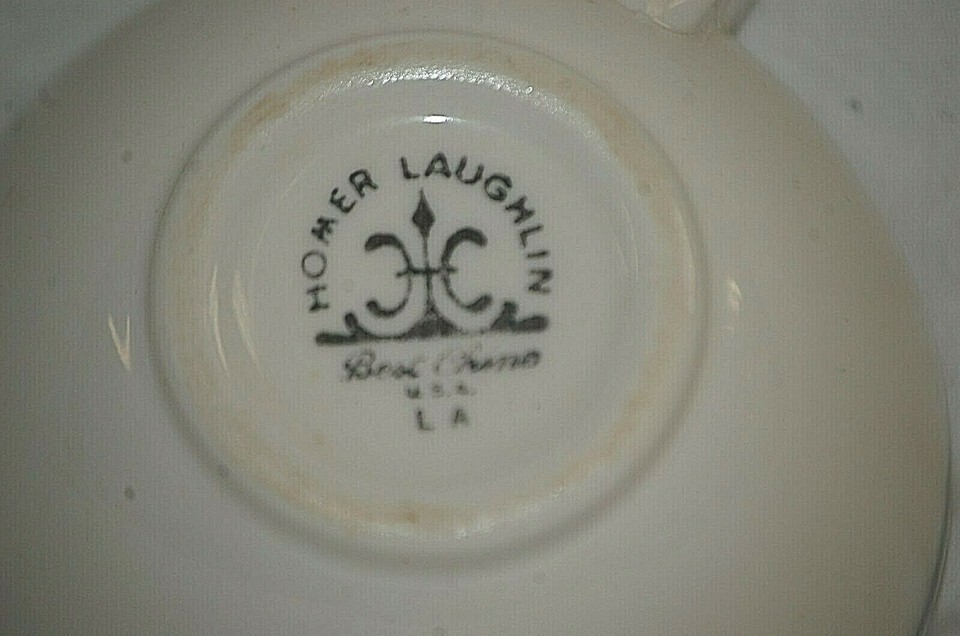 HOMER LAUGHLIN
Best China
U.S.A.
L A